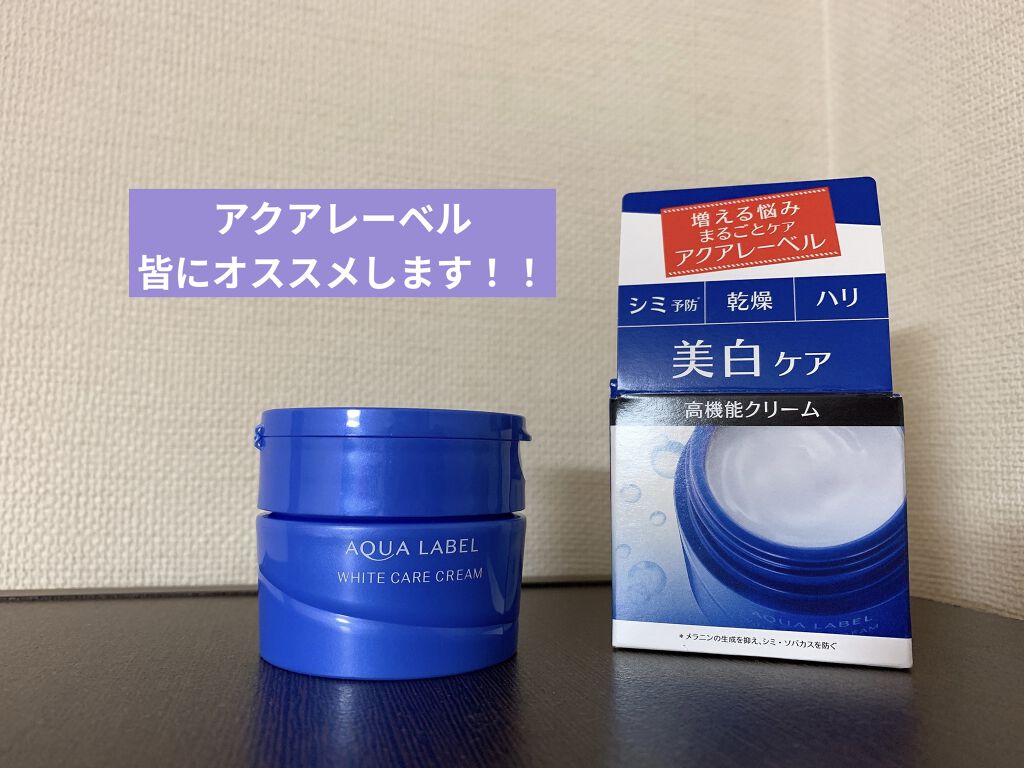 アクアレーベル
皆にオススメします！！
増える悩み
まるごとケア
アクアレーベル
シミ予防* 乾燥 ハリ
美白ケア
高機能クリーム
AQUA LABEL
WHITE CARE CREAM
AQUA LABEL
CREAM
*メラニンの生成を抑え、シミ・ソバカスを防ぐ